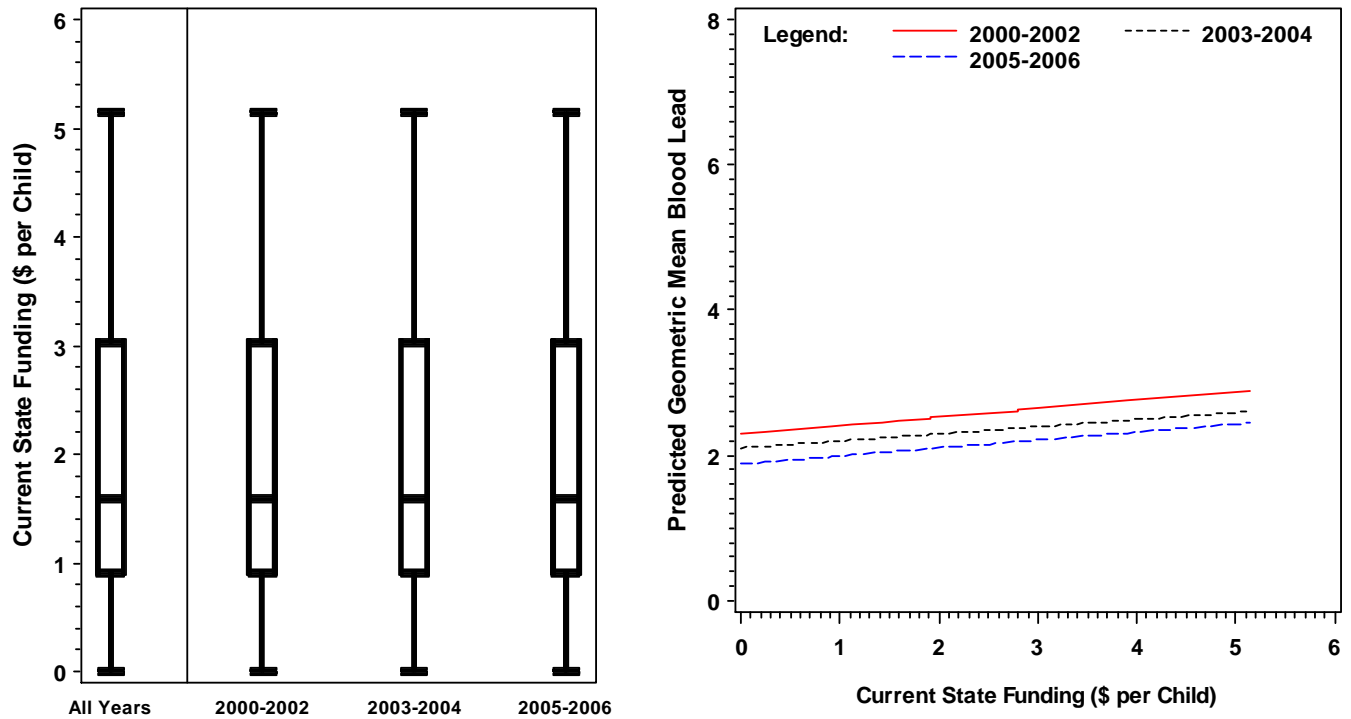 Current State Funding ($ per Child)
6
5
4
3
2
1
0
All Years 2000-2002 2003-2004 2005-2006
Predicted Geometric Mean Blood Lead
8
6
4
2
0
Legend: 2000-2002 2003-2004
2005-2006
0 1 2 3 4 5 6
Current State Funding ($ per Child)